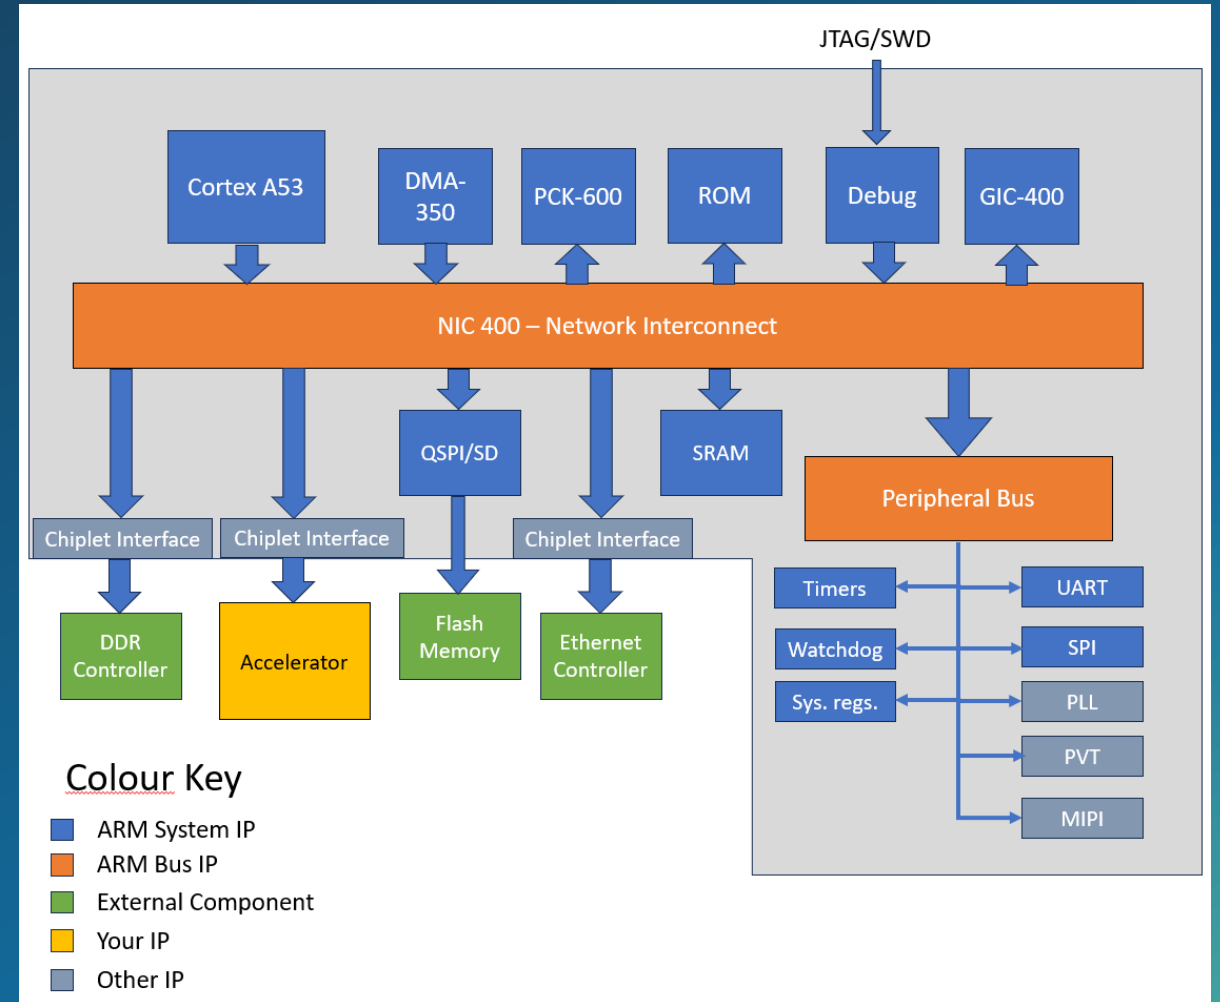 JTAG/SWD
Cortex A53
DMA-
350
PCK-600
ROM
Debug
GIC-400
NIC 400 – Network Interconnect
QSPI/SD
SRAM
Peripheral Bus
Chiplet Interface
Chiplet Interface
Chiplet Interface
Timers
UART
DDR
Controller
Accelerator
Flash
Memory
Ethernet
Controller
Watchdog
SPI
Sys. regs.
PLL
PVT
MIPI
Colour Key
ARM System IP
ARM Bus IP
External Component
Your IP
Other IP